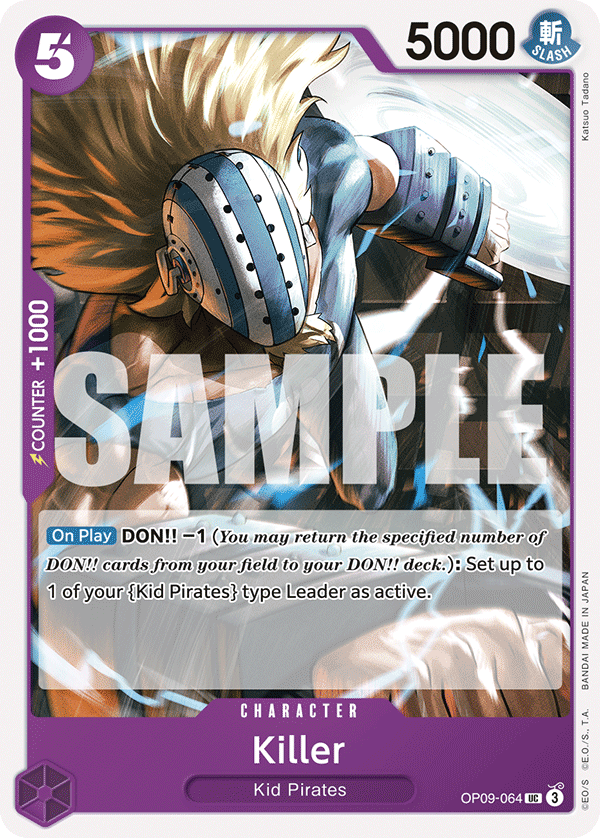 5
5000
斬
SLASH
Katsuo Tadano
COUNTER +1000
SAMPLE
On Play DON!! −1 (You may return the specified number of
DON!! cards from your field to your DON!! deck.): Set up to
1 of your {Kid Pirates} type Leader as active.
CHARACTER
Killer
Kid Pirates
OP09-064 UC 3
©EO/S ©E.O./S., T.A. BANDAI MADE IN JAPAN